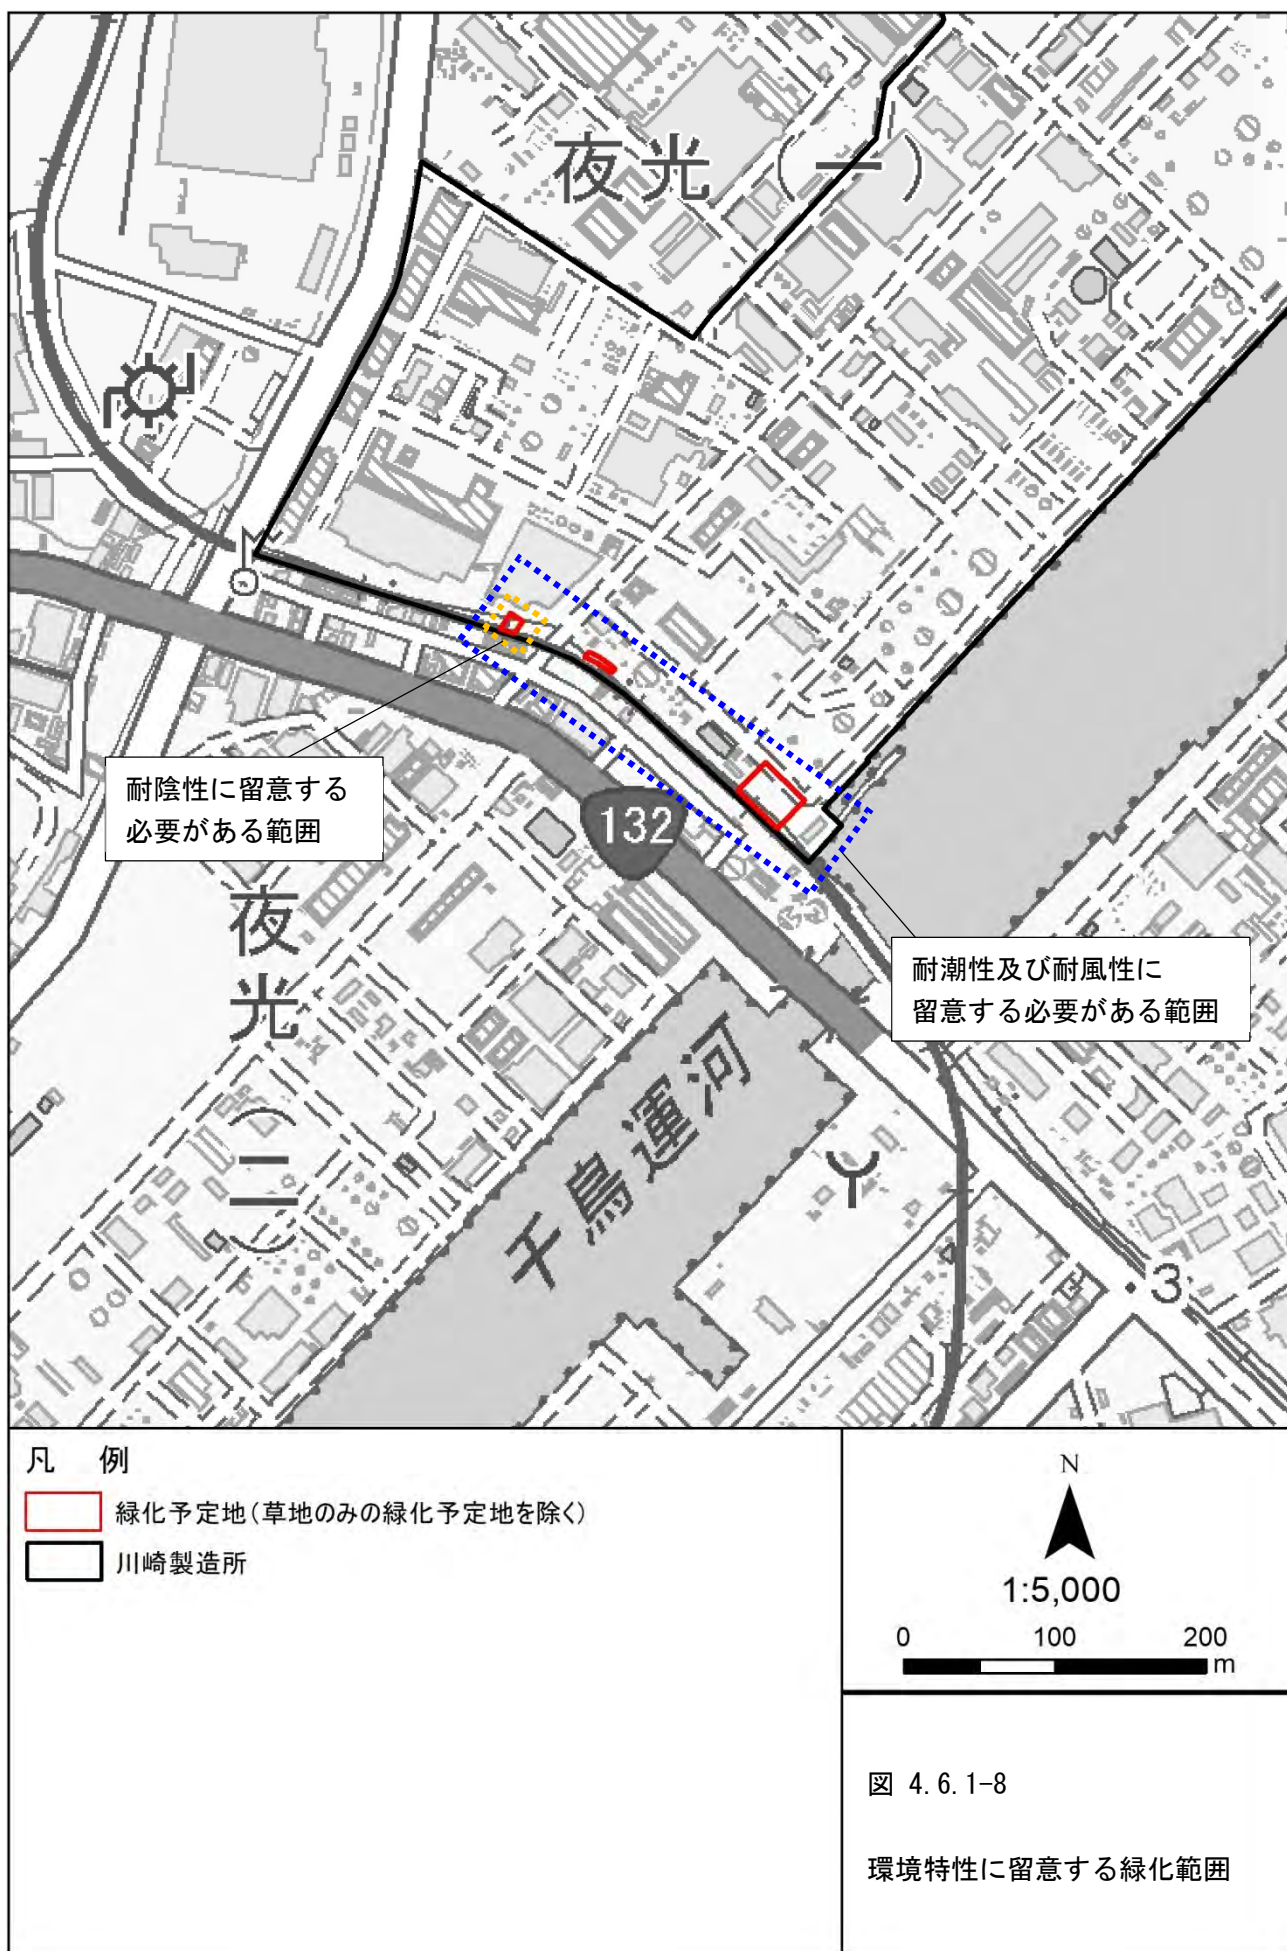 夜光(一)
耐陰性に留意する
必要がある範囲
132
夜光(二)
耐潮性及び耐風性に
留意する必要がある範囲
千鳥運河
3
凡 例
緑化予定地(草地のみの緑化予定地を除く)
川崎製造所
N
1:5,000
0 100 200
m
図 4.6.1-8
環境特性に留意する緑化範囲